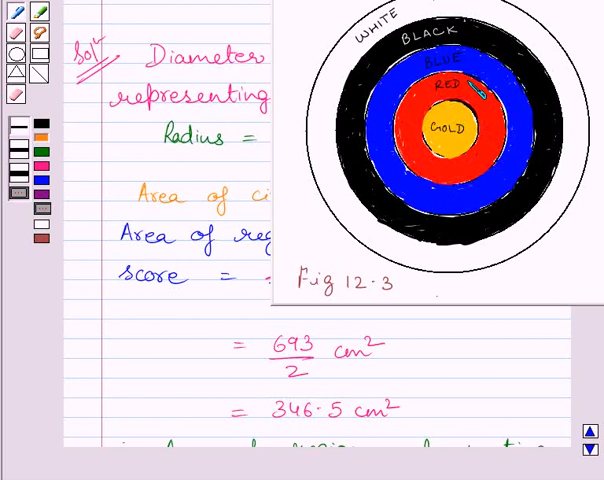 Sol^n
Diameter
representing
Radius =
Area of ci
Area of reg
score =
WHITE
BLACK
BLUE
RED
GOLD
Fig 12.3
= 693/2 cm²
= 346.5 cm²